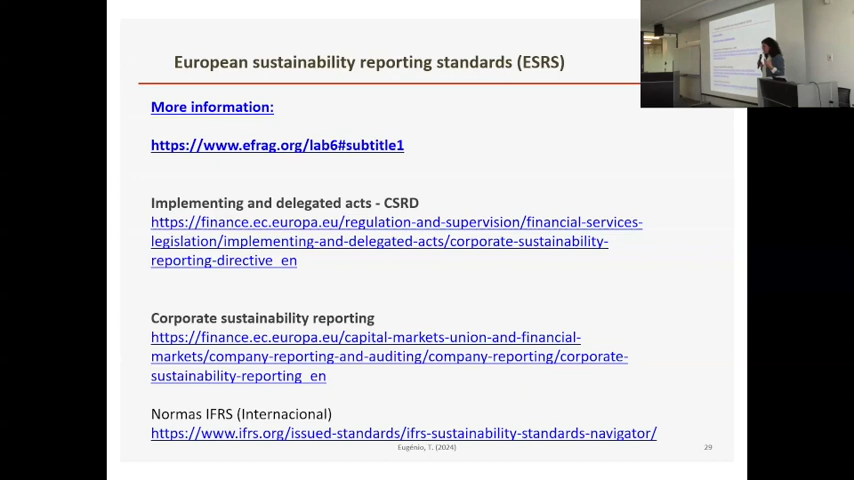 European sustainability reporting standards (ESRS)
More information:
https://www.efrag.org/lab6#subtitle1
Implementing and delegated acts - CSRD
https://finance.ec.europa.eu/regulation-and-supervision/financial-services-
legislation/implementing-and-delegated-acts/corporate-sustainability-
reporting-directive_en
Corporate sustainability reporting
https://finance.ec.europa.eu/capital-markets-union-and-financial-
markets/company-reporting-and-auditing/company-reporting/corporate-
sustainability-reporting_en
Normas IFRS (Internacional)
https://www.ifrs.org/issued-standards/ifrs-sustainability-standards-navigator/
Eugénio, T. (2024)
29